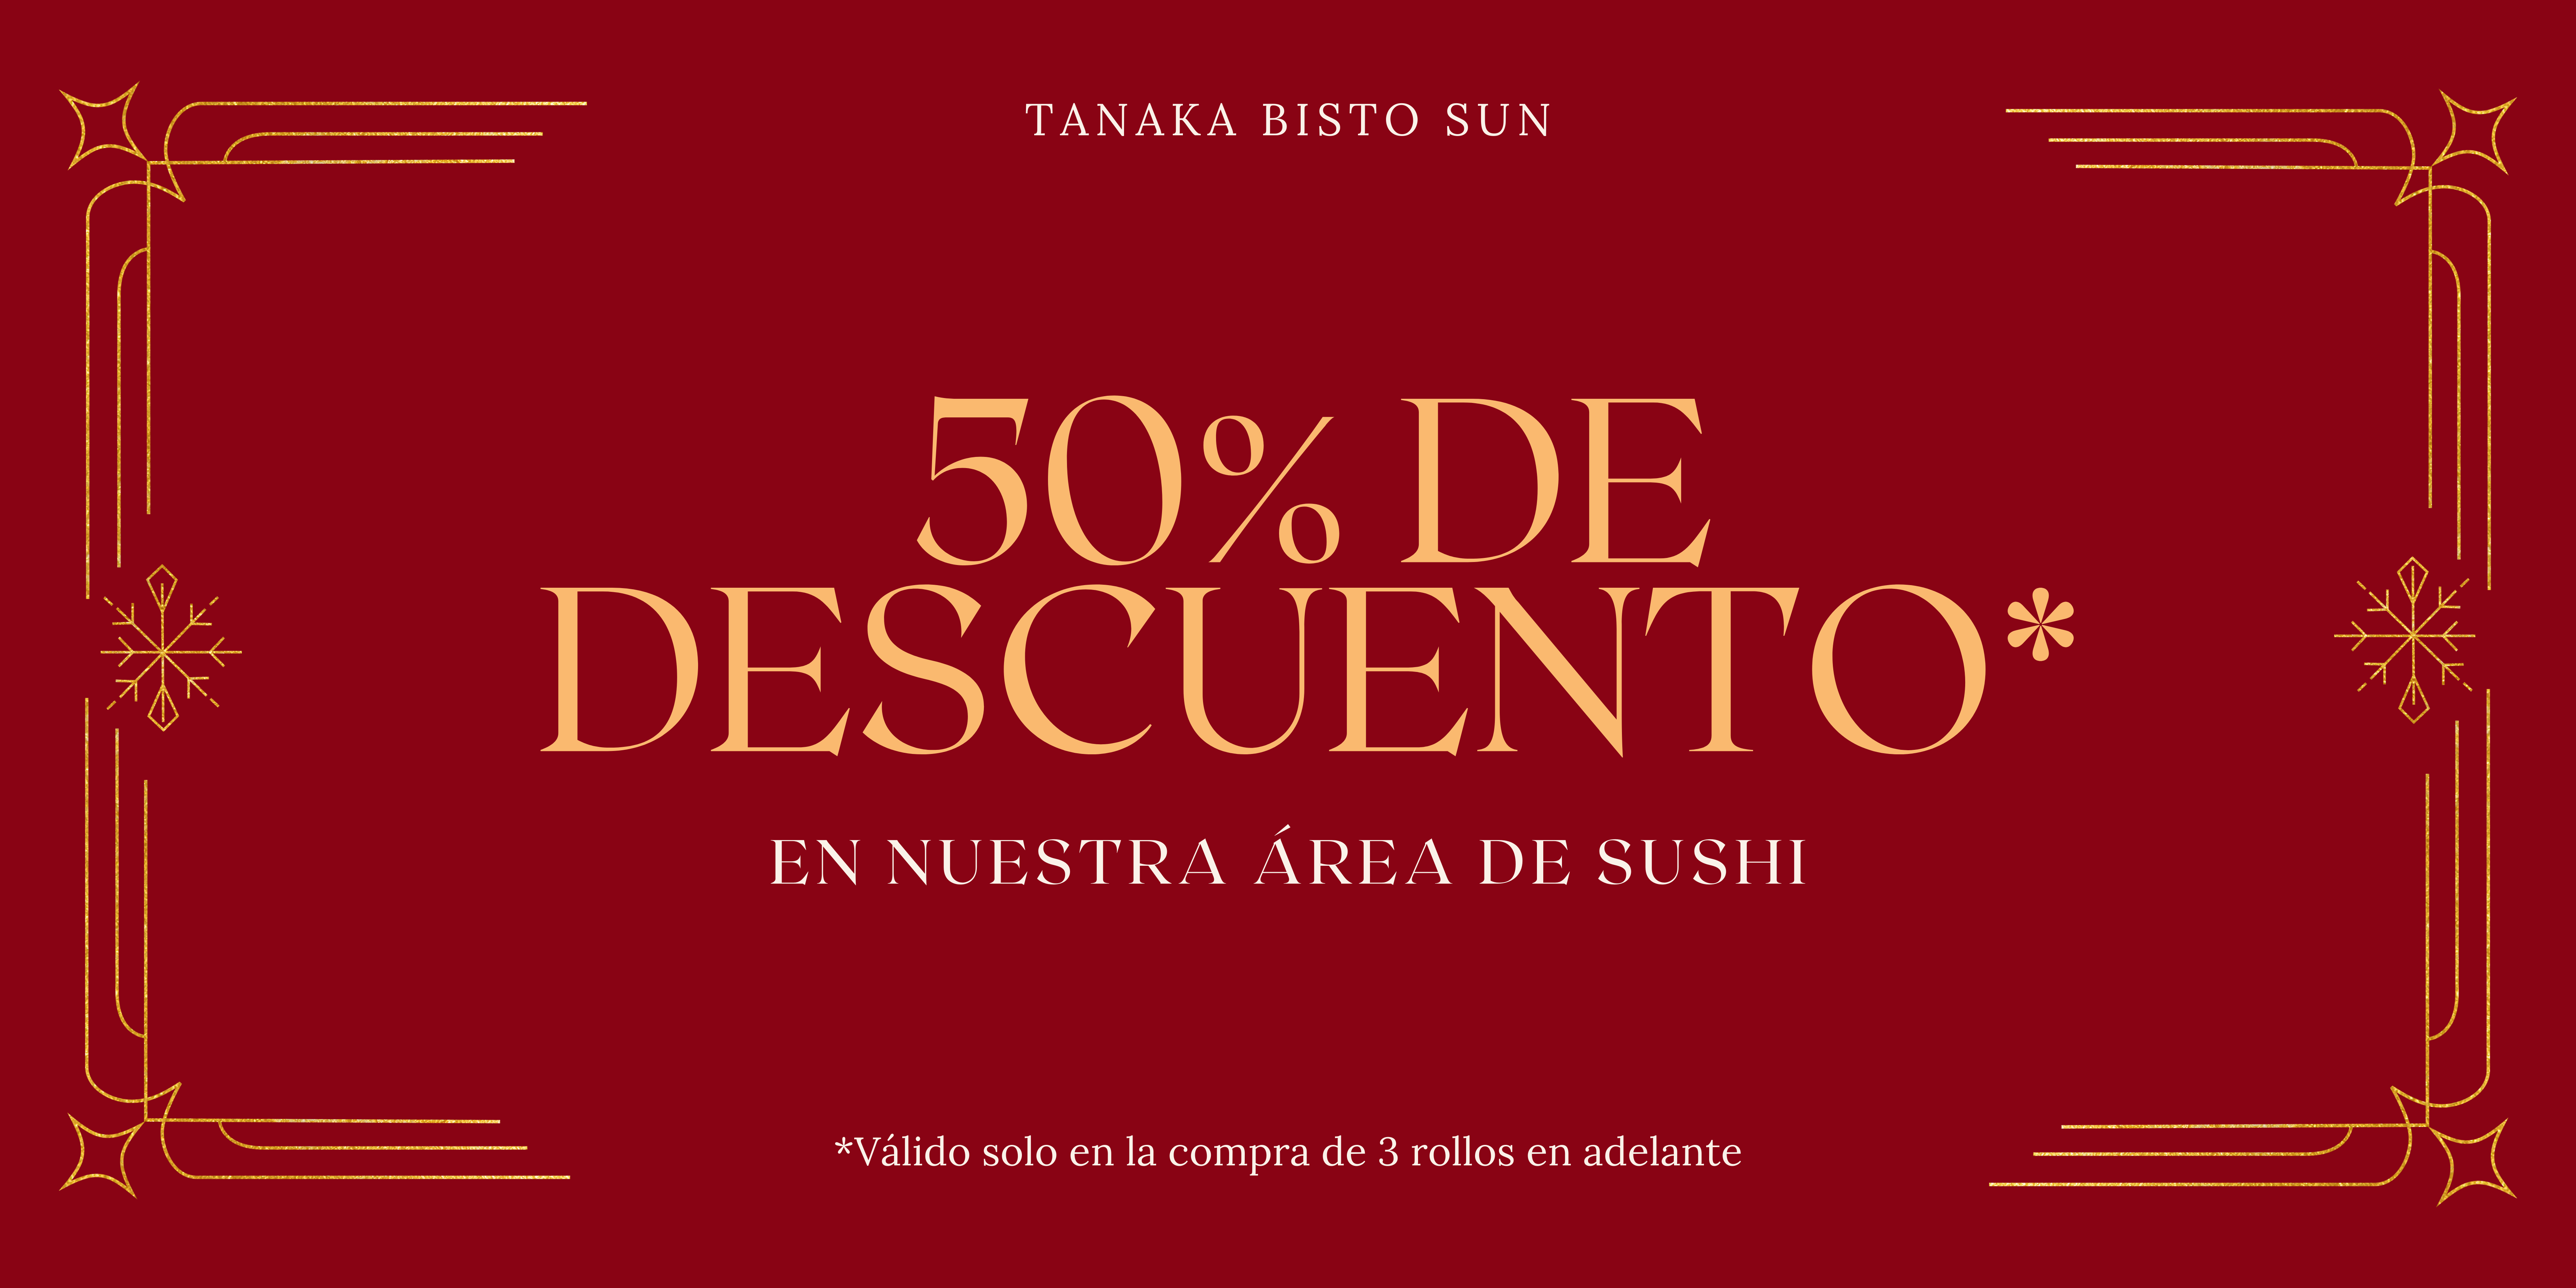 TANAKA BISTO SUN
50% DE
DESCUENTO*
EN NUESTRA ÁREA DE SUSHI
*Válido solo en la compra de 3 rollos en adelante